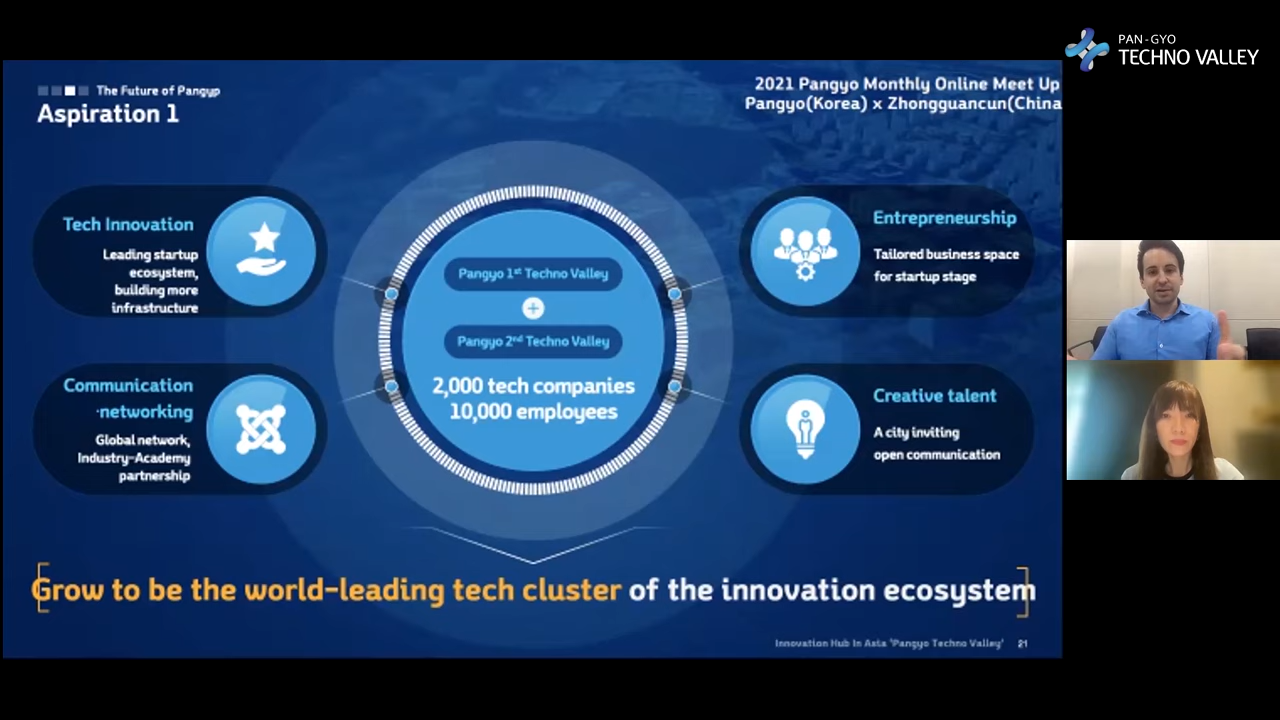 PAN-GYO
TECHNO VALLEY
The Future of Pangyp
Aspiration 1
2021 Pangyo Monthly Online Meet Up
Pangyo(Korea) x Zhongguancun(China
Tech Innovation
Leading startup
ecosystem,
building more
infrastructure
Communication
·networking
Global network,
Industry-Academy
partnership
Pangyo 1st Techno Valley
+
Pangyo 2nd Techno Valley
2,000 tech companies
10,000 employees
Entrepreneurship
Tailored business space
for startup stage
Creative talent
A city inviting
open communication
Grow to be the world-leading tech cluster of the innovation ecosystem
Innovation Hub In Asia 'Pangyo Techno Valley' 21